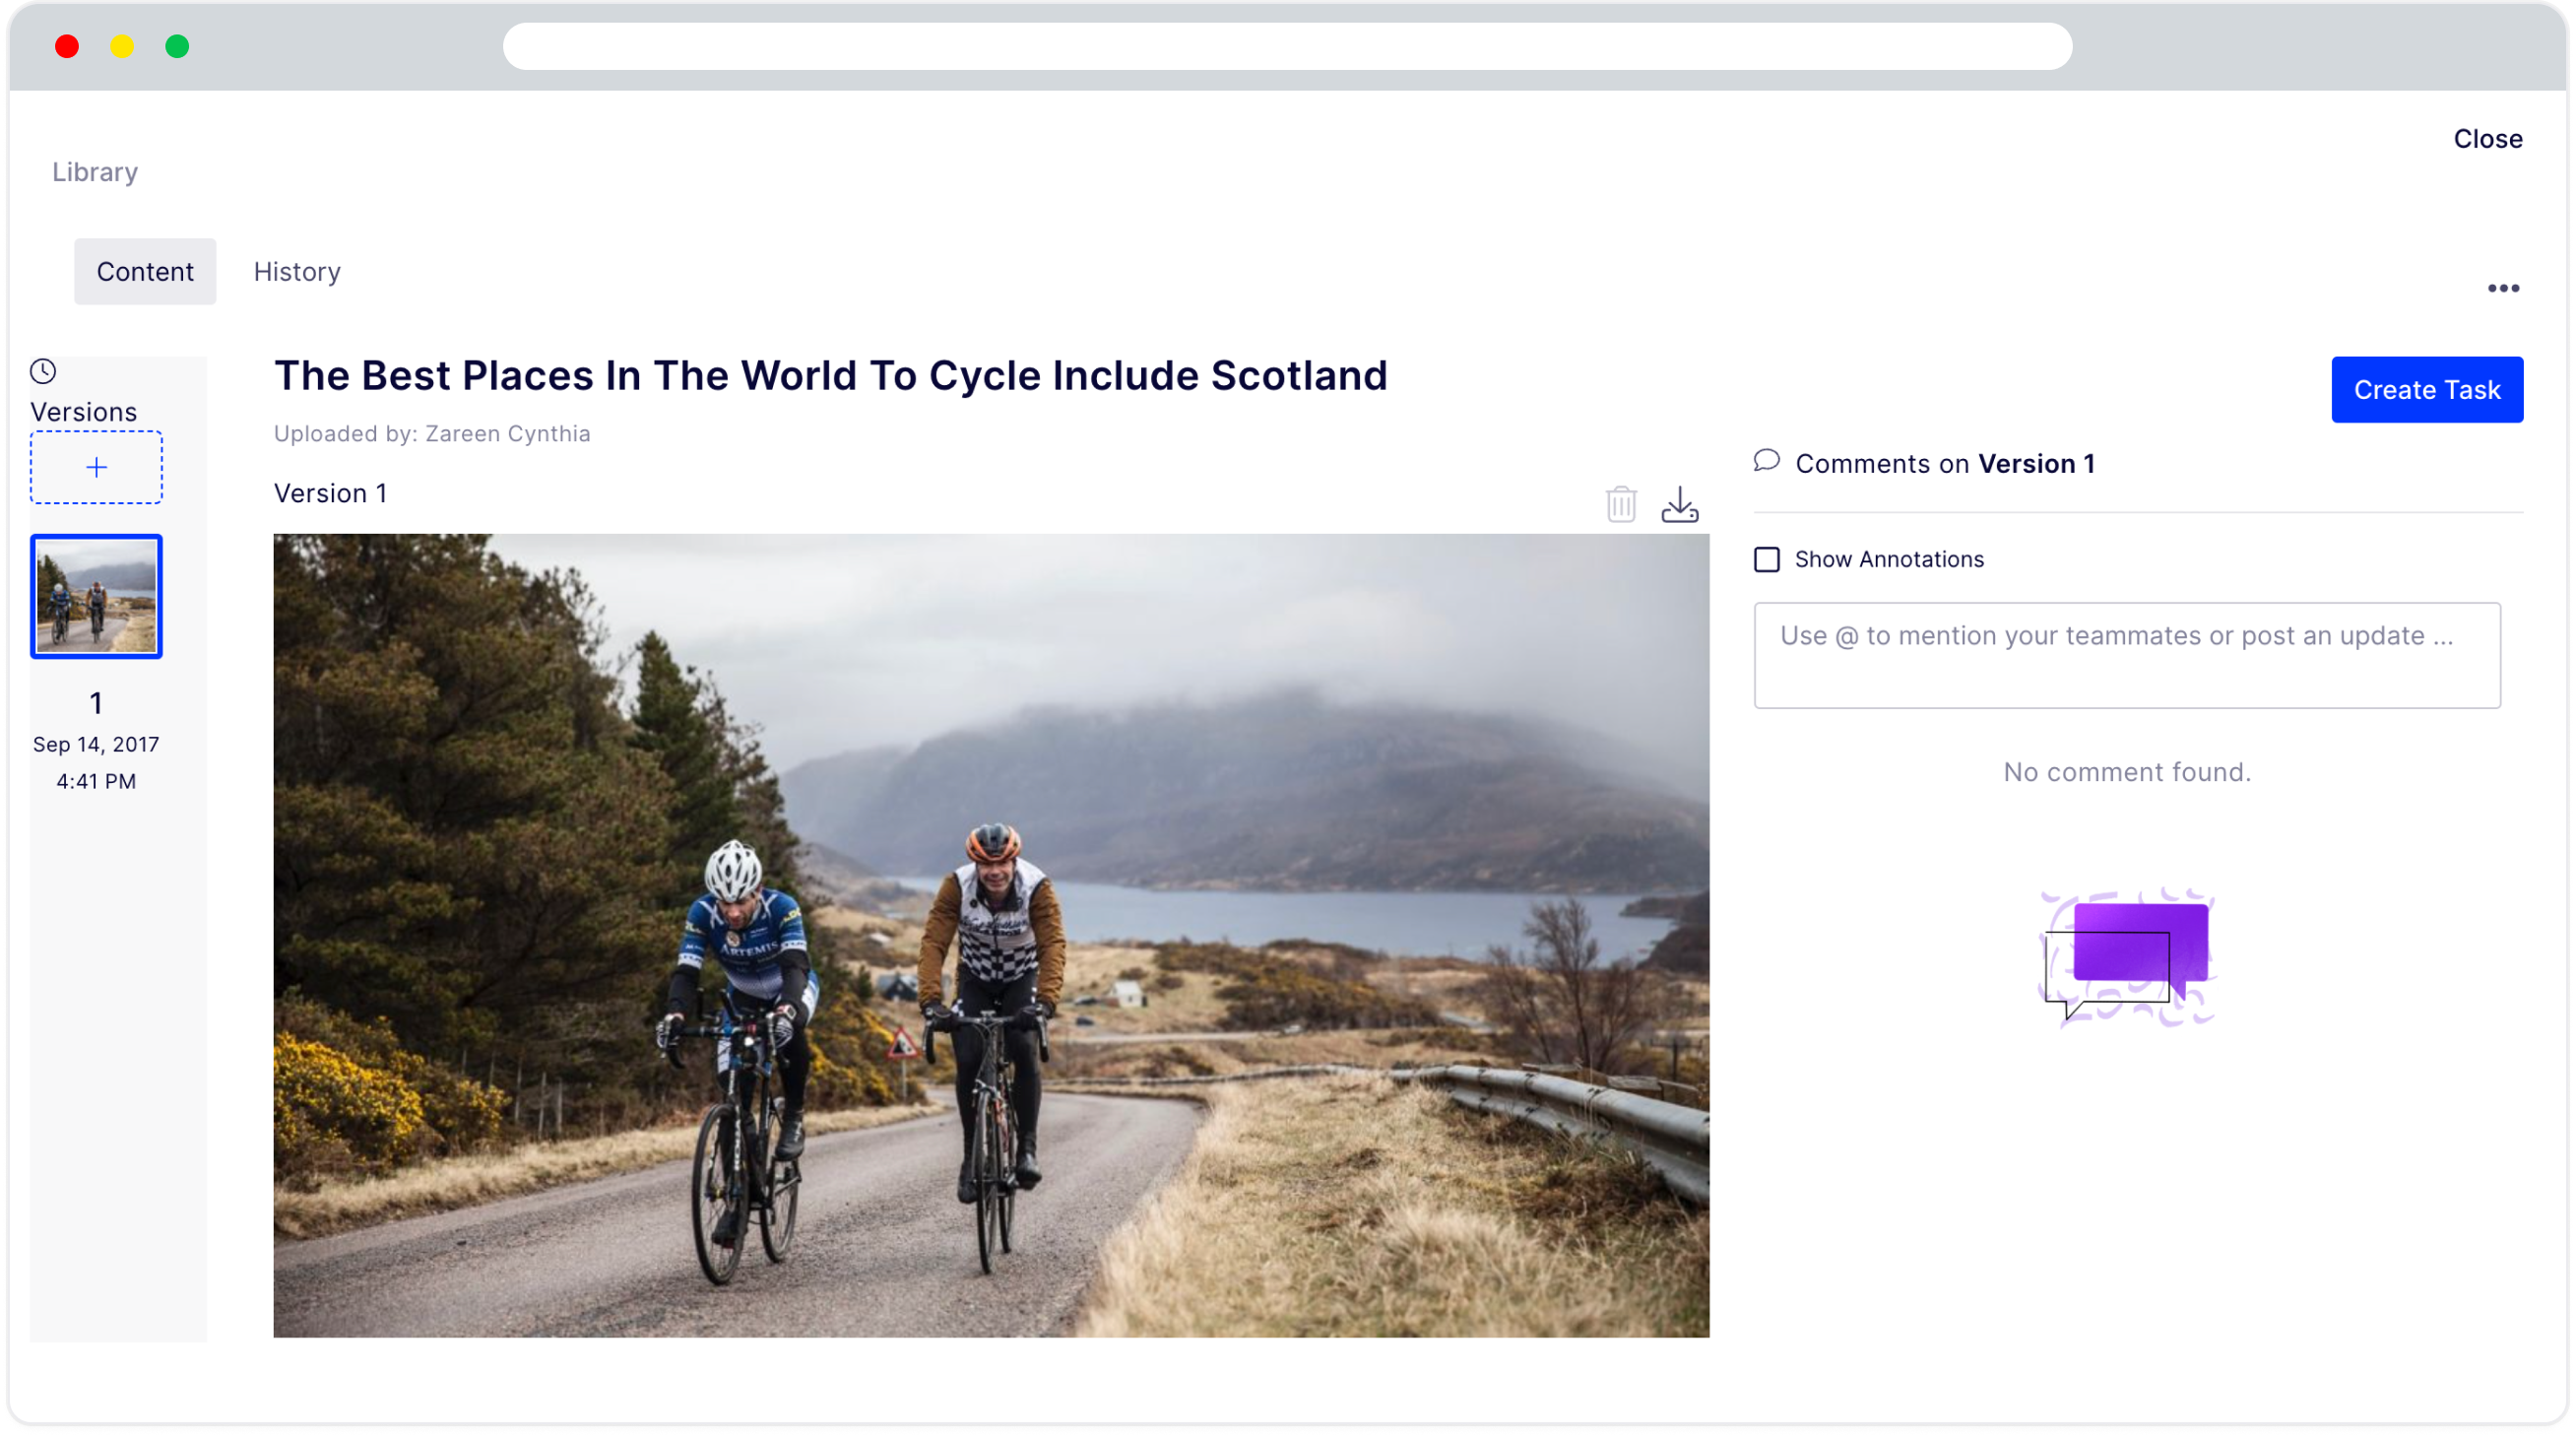 Close
Library
Content
History
Versions
1
Sep 14, 2017
4:41 PM
The Best Places In The World To Cycle Include Scotland
Uploaded by: Zareen Cynthia
Version 1
ARTEMIS
Create Task
Comments on Version 1
Show Annotations
Use @ to mention your teammates or post an update ...
No comment found.